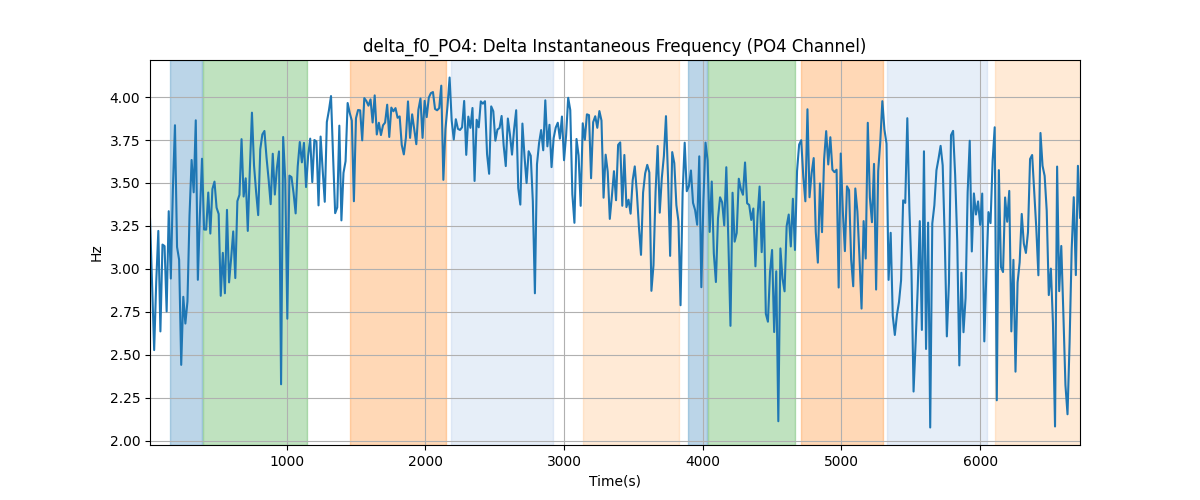 delta_f0_PO4: Delta Instantaneous Frequency (PO4 Channel)
4.00
3.75
3.50
3.25
3.00
2.75
2.50
2.25
2.00
Hz
1000 2000 3000 4000 5000 6000
Time(s)